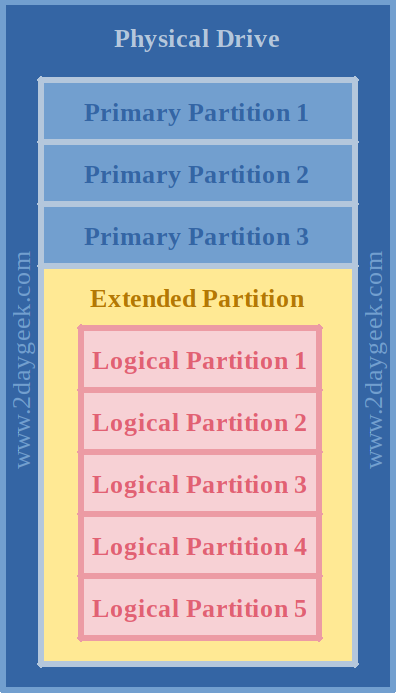 Physical Drive
Primary Partition 1
Primary Partition 2
Primary Partition 3
Extended Partition
Logical Partition 1
Logical Partition 2
Logical Partition 3
Logical Partition 4
Logical Partition 5
www.2daygeek.com
www.2daygeek.com